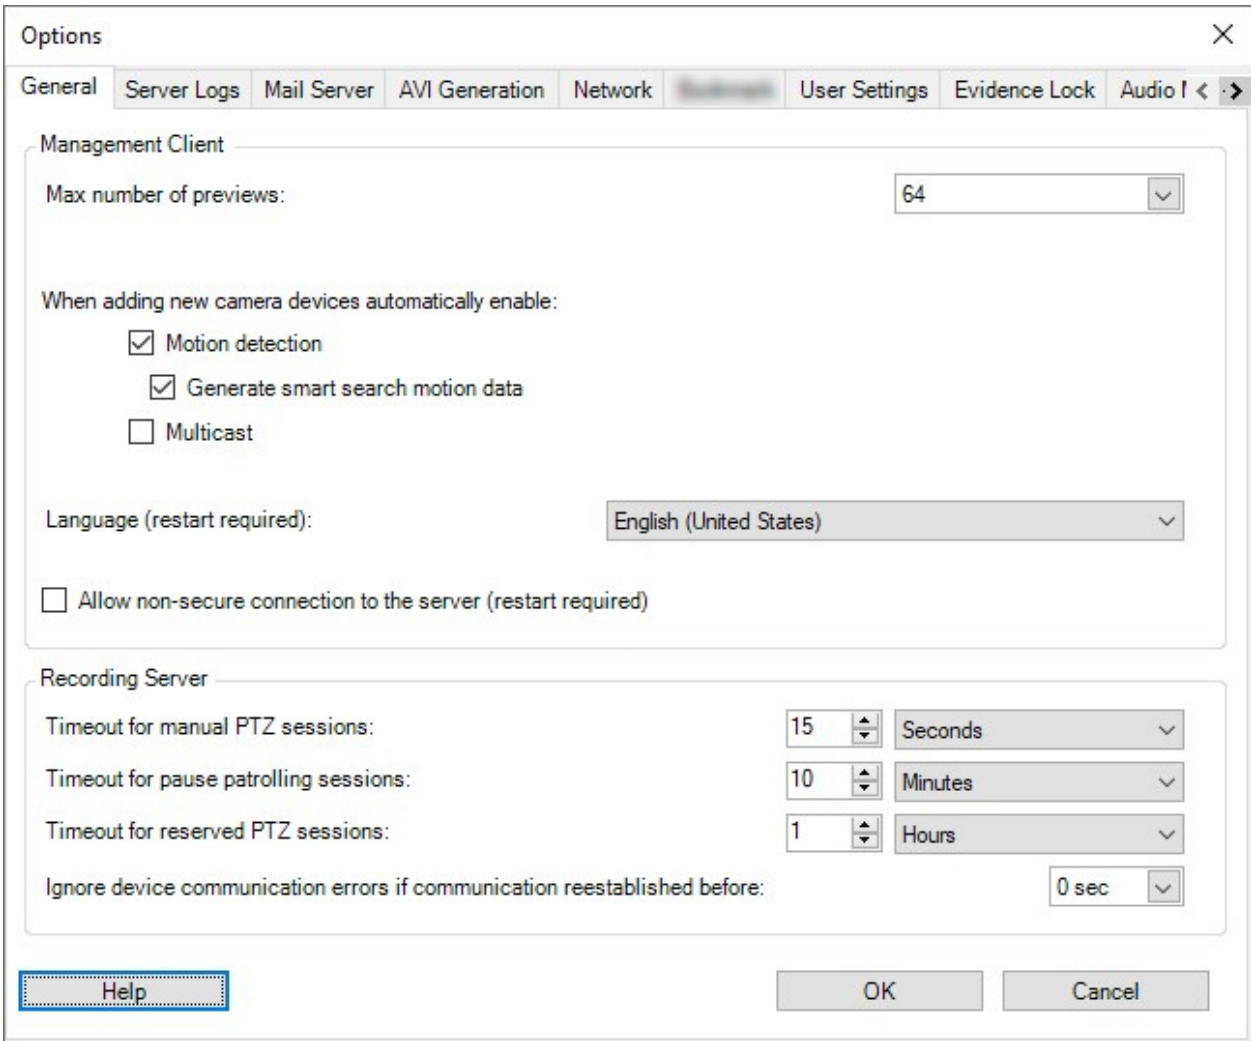 Options
General Server Logs Mail Server AVI Generation Network User Settings Evidence Lock Audio
Management Client
Max number of previews: 64
When adding new camera devices automatically enable:
Motion detection
Generate smart search motion data
Multicast
Language (restart required): English (United States)
Allow non-secure connection to the server (restart required)
Recording Server
Timeout for manual PTZ sessions: 15 Seconds
Timeout for pause patrolling sessions: 10 Minutes
Timeout for reserved PTZ sessions: 1 Hours
Ignore device communication errors if communication reestablished before: 0 sec
Help OK Cancel